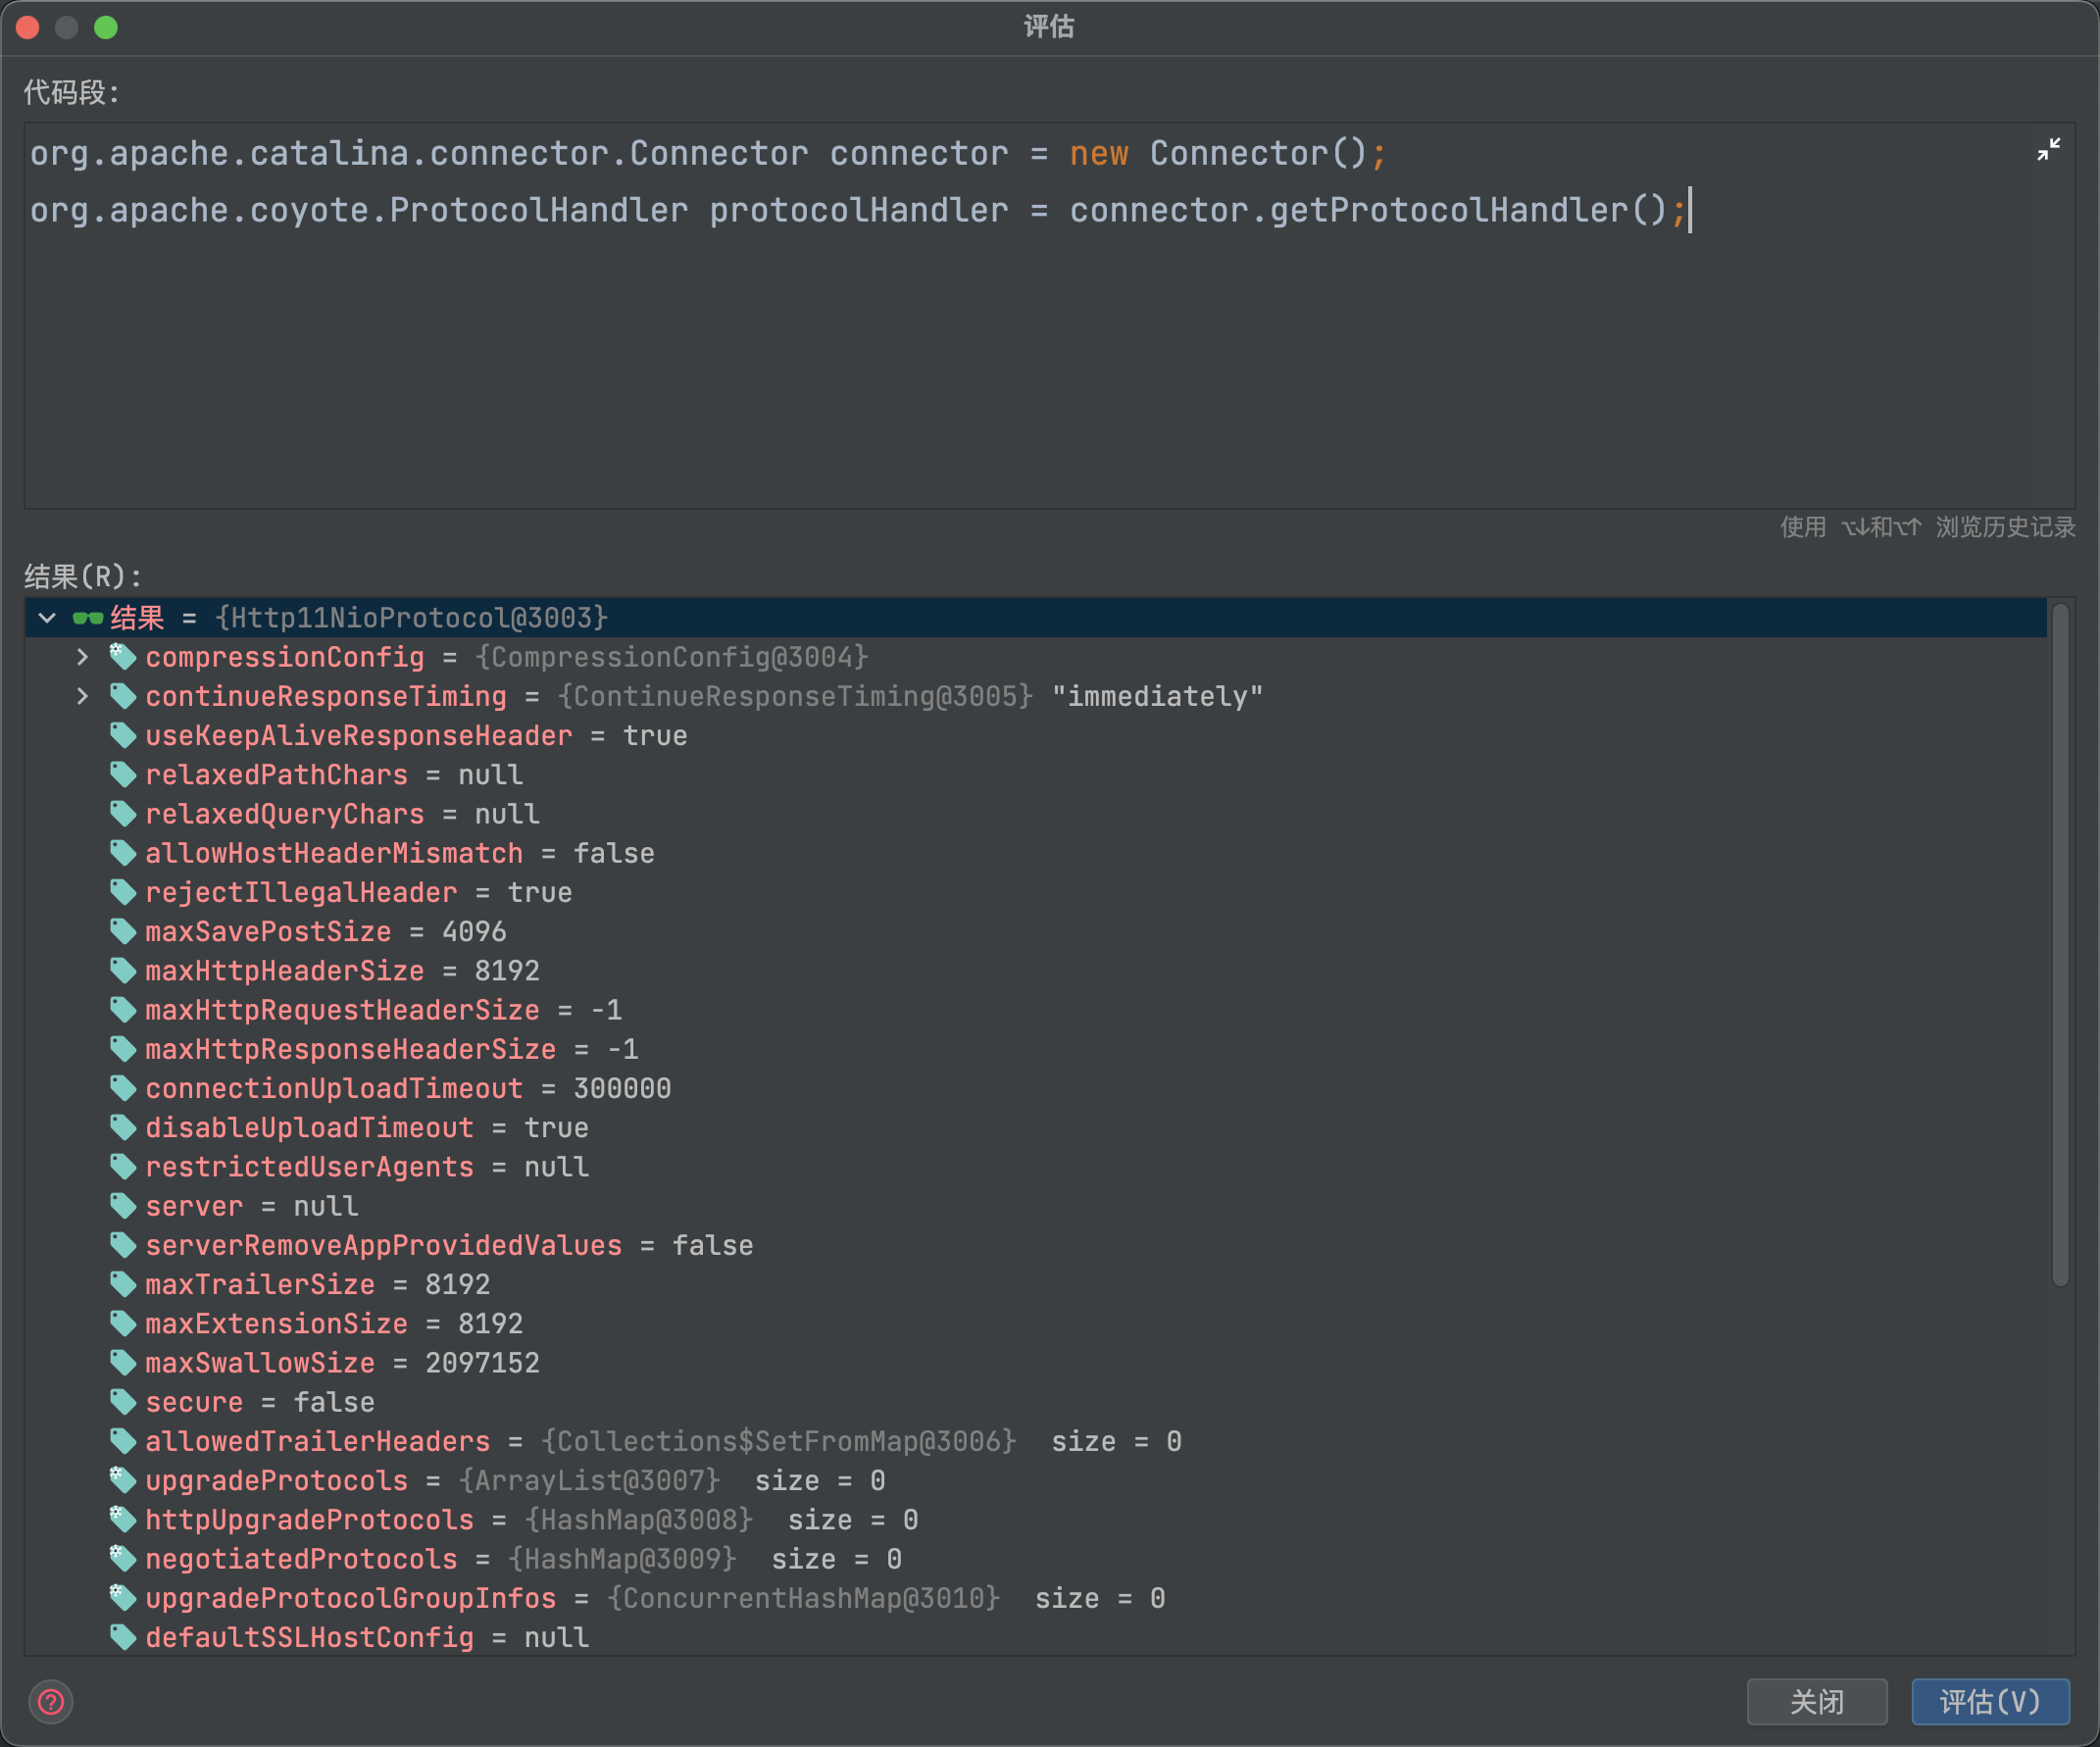 评估
代码段：
org.apache.catalina.connector.Connector connector = new Connector();
org.apache.coyote.ProtocolHandler protocolHandler = connector.getProtocolHandler();
使用 ⌥↓和⌥↑ 浏览历史记录
结果(R)：
结果 = {Http11NioProtocol@3003}
compressionConfig = {CompressionConfig@3004}
continueResponseTiming = {ContinueResponseTiming@3005} "immediately"
useKeepAliveResponseHeader = true
relaxedPathChars = null
relaxedQueryChars = null
allowHostHeaderMismatch = false
rejectIllegalHeader = true
maxSavePostSize = 4096
maxHttpHeaderSize = 8192
maxHttpRequestHeaderSize = -1
maxHttpResponseHeaderSize = -1
connectionUploadTimeout = 300000
disableUploadTimeout = true
restrictedUserAgents = null
server = null
serverRemoveAppProvidedValues = false
maxTrailerSize = 8192
maxExtensionSize = 8192
maxSwallowSize = 2097152
secure = false
allowedTrailerHeaders = {Collections$SetFromMap@3006} size = 0
upgradeProtocols = {ArrayList@3007} size = 0
httpUpgradeProtocols = {HashMap@3008} size = 0
negotiatedProtocols = {HashMap@3009} size = 0
upgradeProtocolGroupInfos = {ConcurrentHashMap@3010} size = 0
defaultSSLHostConfig = null
关闭
评估(V)